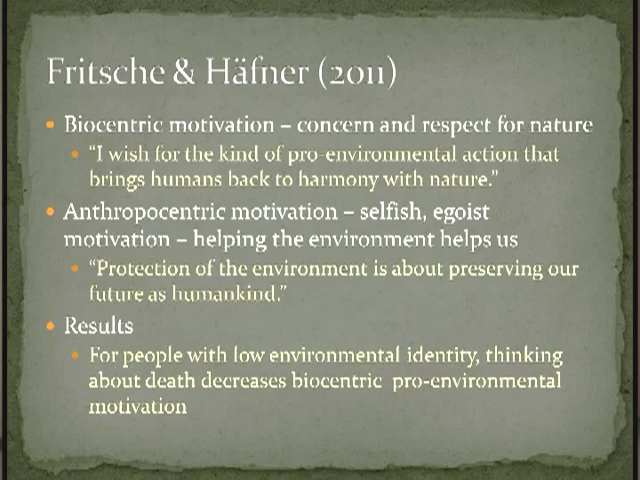 Fritsche & Häfner (2011)
Biocentric motivation – concern and respect for nature
“I wish for the kind of pro-environmental action that
brings humans back to harmony with nature.”
Anthropocentric motivation – selfish, egoist
motivation – helping the environment helps us
“Protection of the environment is about preserving our
future as humankind.”
Results
For people with low environmental identity, thinking
about death decreases biocentric pro-environmental
motivation